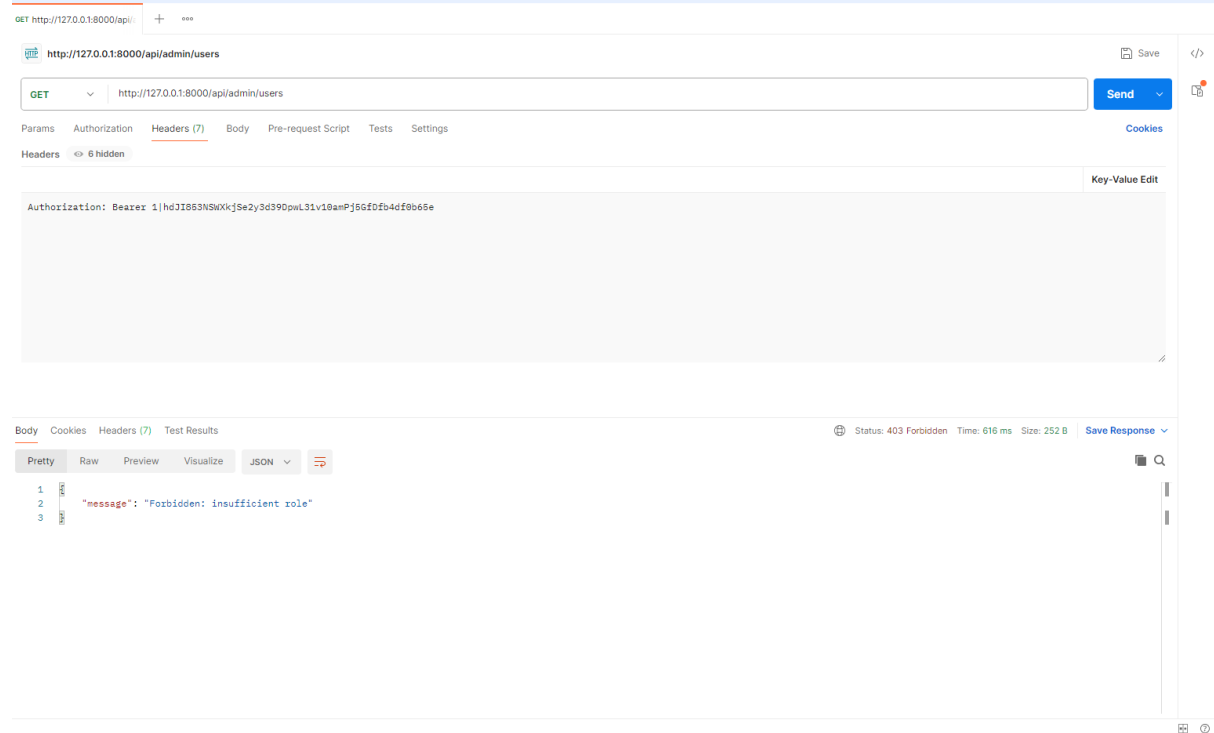 GET http://127.0.0.1:8000/api/
http://127.0.0.1:8000/api/admin/users
Save
GET
http://127.0.0.1:8000/api/admin/users
Send
Params Authorization Headers (7) Body Pre-request Script Tests Settings Cookies
Headers 6 hidden
Key-Value Edit
Authorization: Bearer 1|hdJI863NSWXkjSe2y3d39DpwL31v10amPj5GfDfb4df0b65e
Body Cookies Headers (7) Test Results Status: 403 Forbidden Time: 616 ms Size: 252 B Save Response
Pretty Raw Preview Visualize JSON
1 {
2 "message": "Forbidden: insufficient role"
3 }